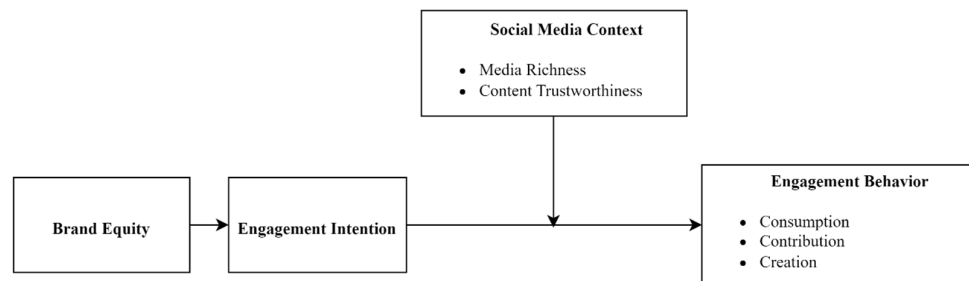 Social Media Context
• Media Richness
• Content Trustworthiness
Brand Equity
Engagement Intention
Engagement Behavior
• Consumption
• Contribution
• Creation